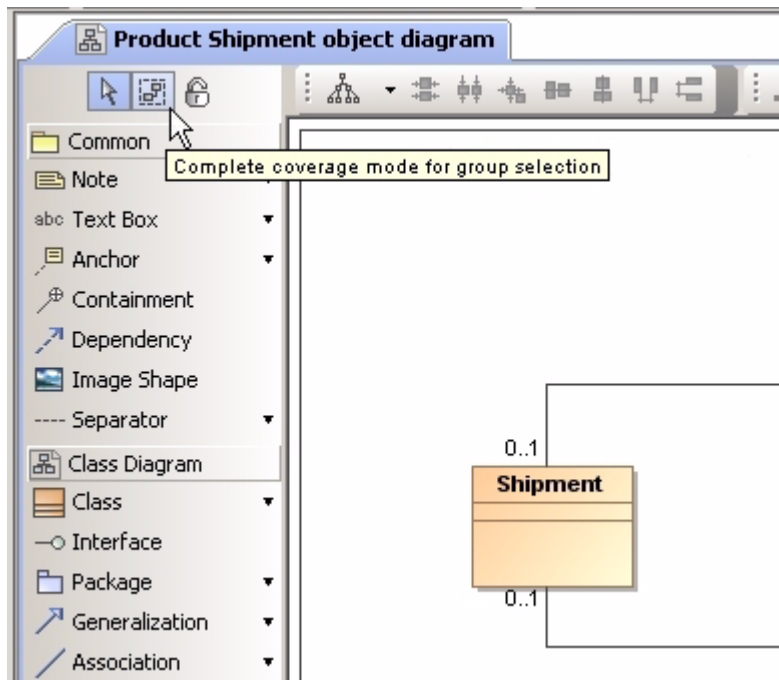 Product Shipment object diagram
Common
Complete coverage mode for group selection
Note
abc Text Box
Anchor
Containment
Dependency
Image Shape
Separator
Class Diagram
Class
Interface
Package
Generalization
Association
0..1
Shipment
0..1